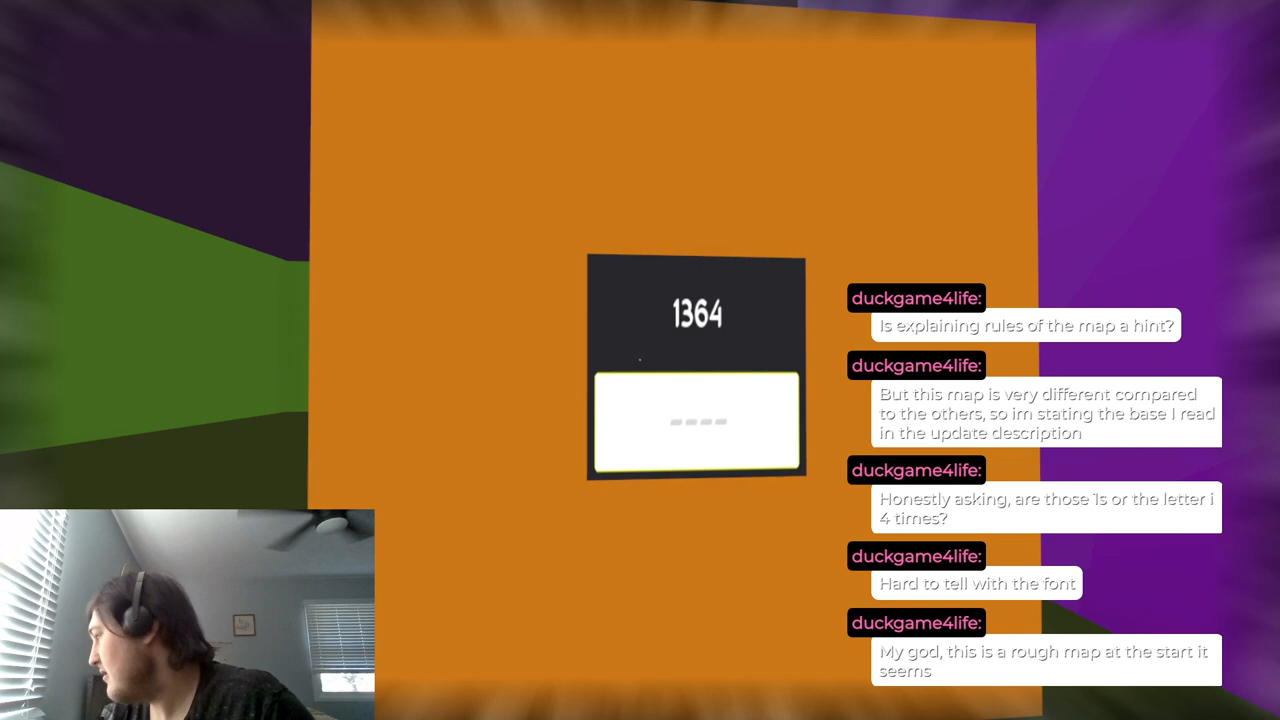 1364
----
duckgame4life:
Is explaining rules of the map a hint?
duckgame4life:
But this map is very different compared
to the others, so im stating the base I read
in the update description
duckgame4life:
Honestly asking, are those 1s or the letter i
4 times?
duckgame4life:
Hard to tell with the font
duckgame4life:
My god, this is a rough map at the start it
seems